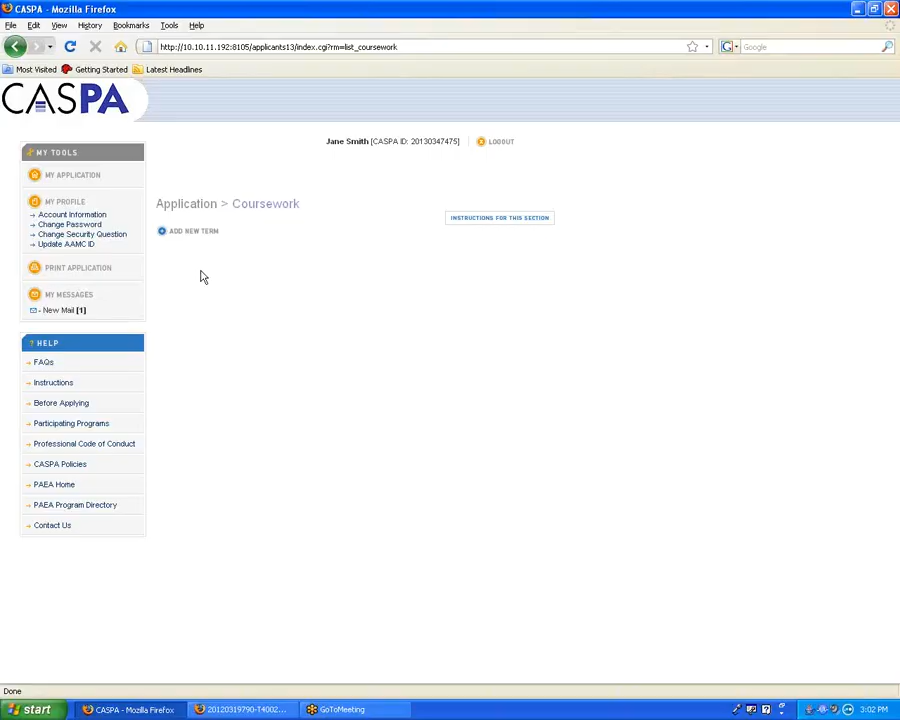 CASPA - Mozilla Firefox
File Edit View History Bookmarks Tools Help
http://10.10.11.192:8105/applicants13/index.cgi?rm=list_coursework
Google
Most Visited Getting Started Latest Headlines
CASPA
Jane Smith [CASPA ID: 20130347475] LOGOUT
MY TOOLS
MY APPLICATION
MY PROFILE
Account Information
Change Password
Change Security Question
Update AAMC ID
PRINT APPLICATION
MY MESSAGES
- New Mail [1]
Application > Coursework
INSTRUCTIONS FOR THIS SECTION
ADD NEW TERM
? HELP
FAQs
Instructions
Before Applying
Participating Programs
Professional Code of Conduct
CASPA Policies
PAEA Home
PAEA Program Directory
Contact Us
Done
start CASPA - Mozilla Firefox 20120319790-T4002... GoToMeeting 3:02 PM